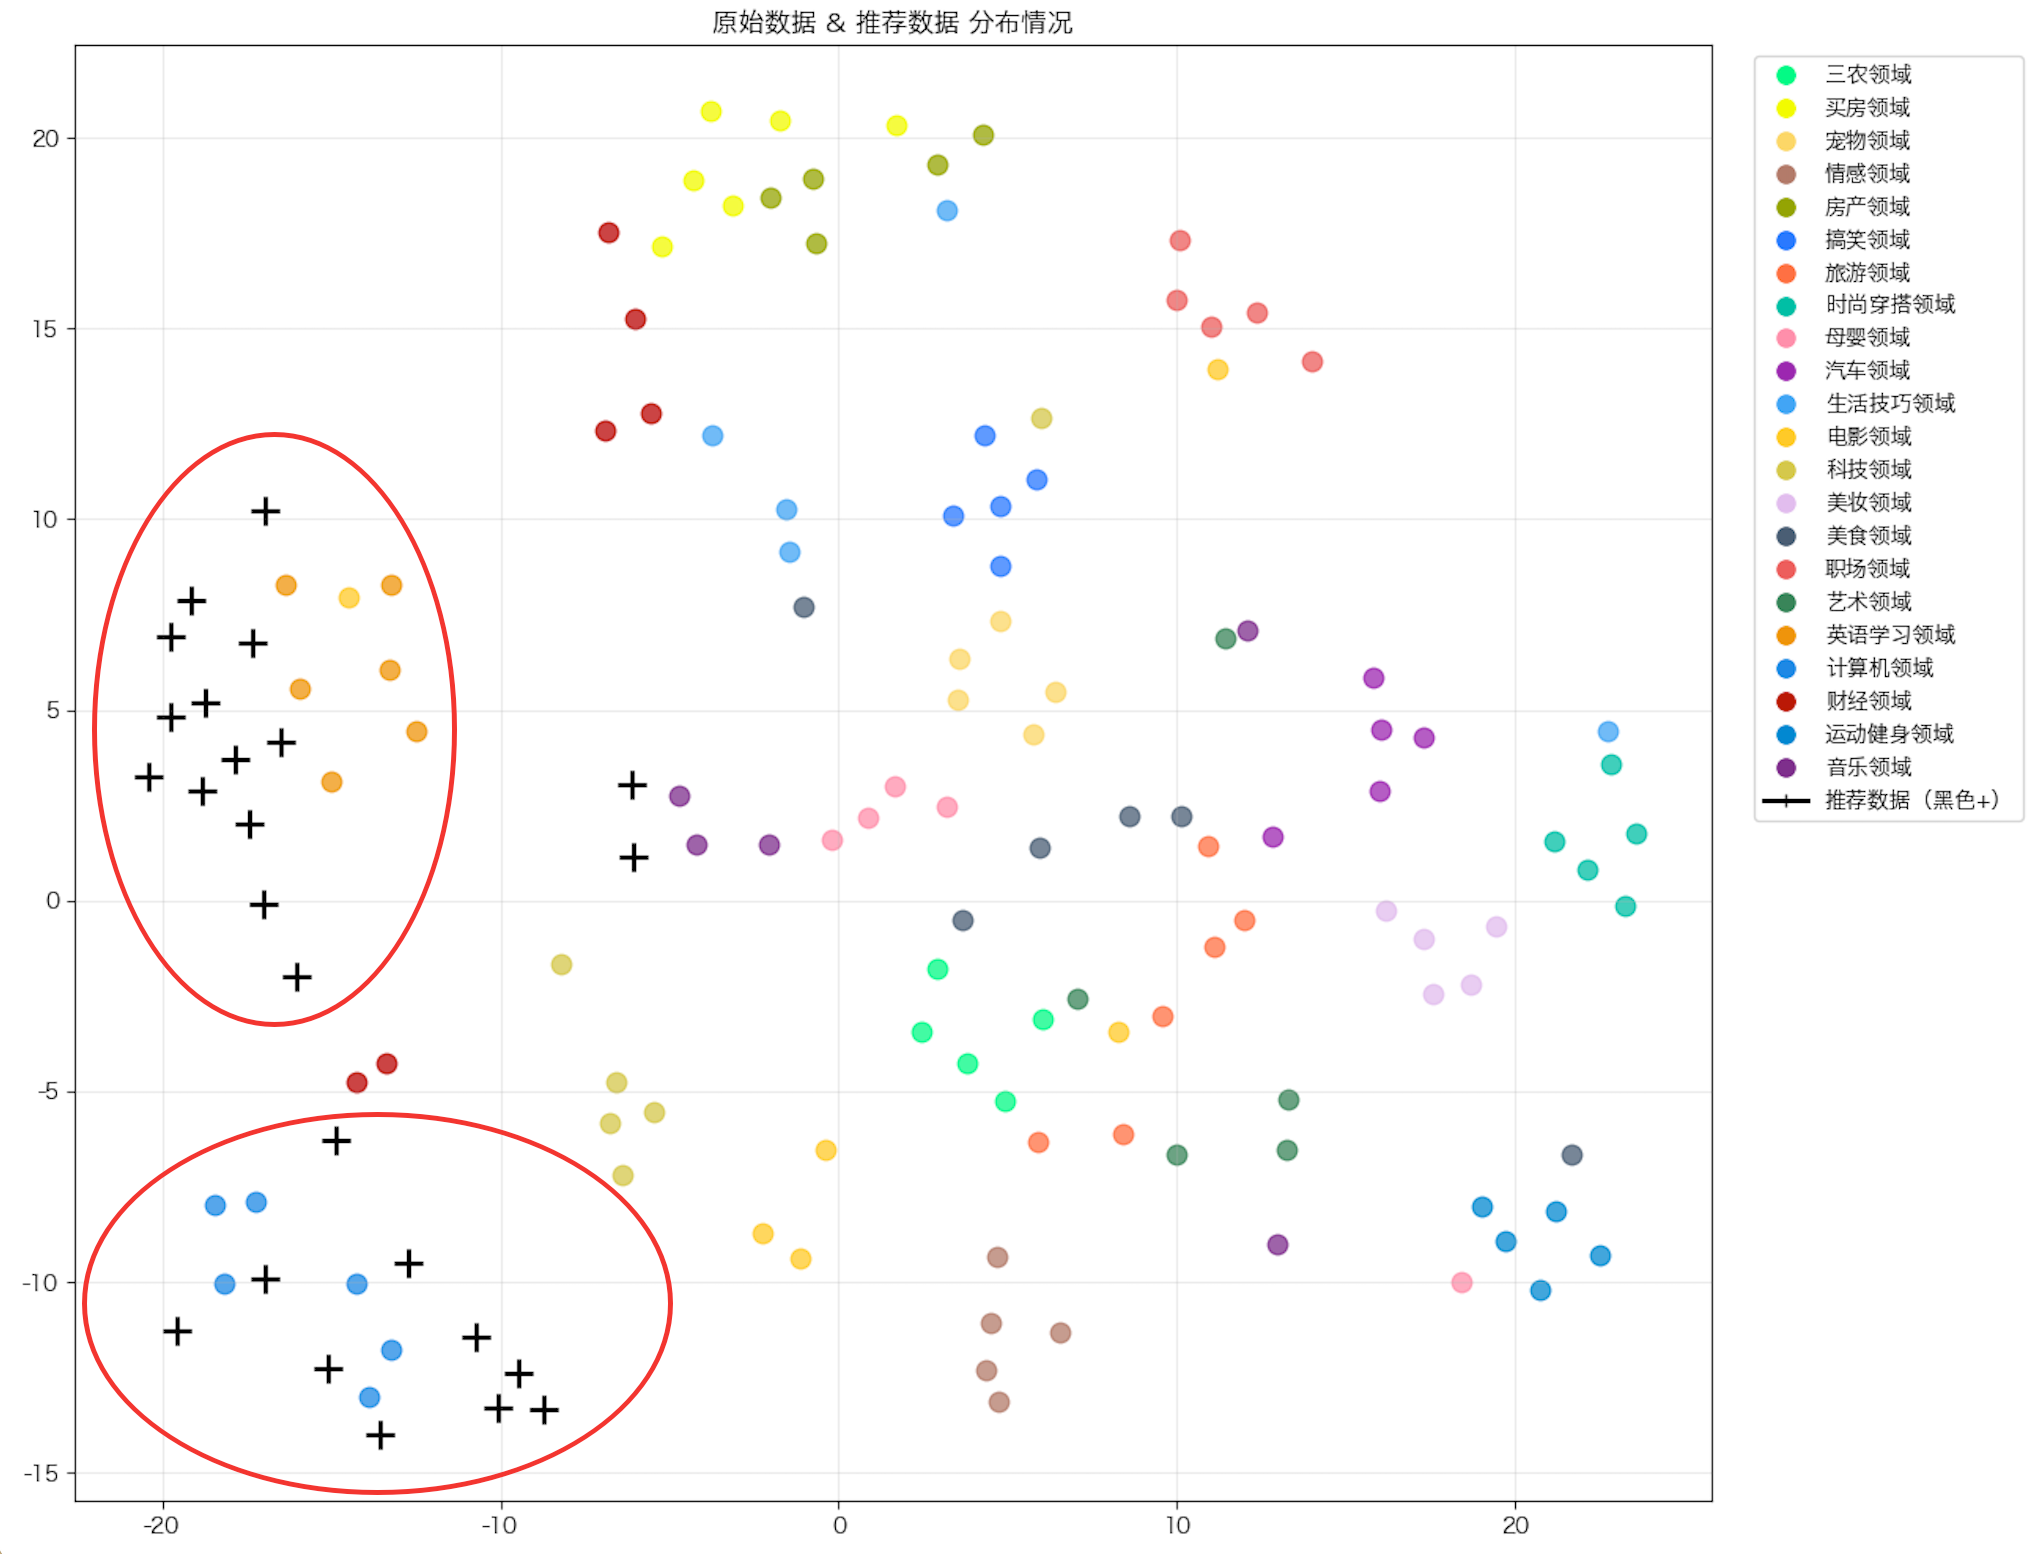 原始数据 & 推荐数据 分布情况
20
15
10
5
0
-5
-10
-15
-20
-10
0
10
20
三农领域
买房领域
宠物领域
情感领域
房产领域
搞笑领域
旅游领域
时尚穿搭领域
母婴领域
汽车领域
生活技巧领域
电影领域
科技领域
美妆领域
美食领域
职场领域
艺术领域
英语学习领域
计算机领域
财经领域
运动健身领域
音乐领域
推荐数据（黑色+）